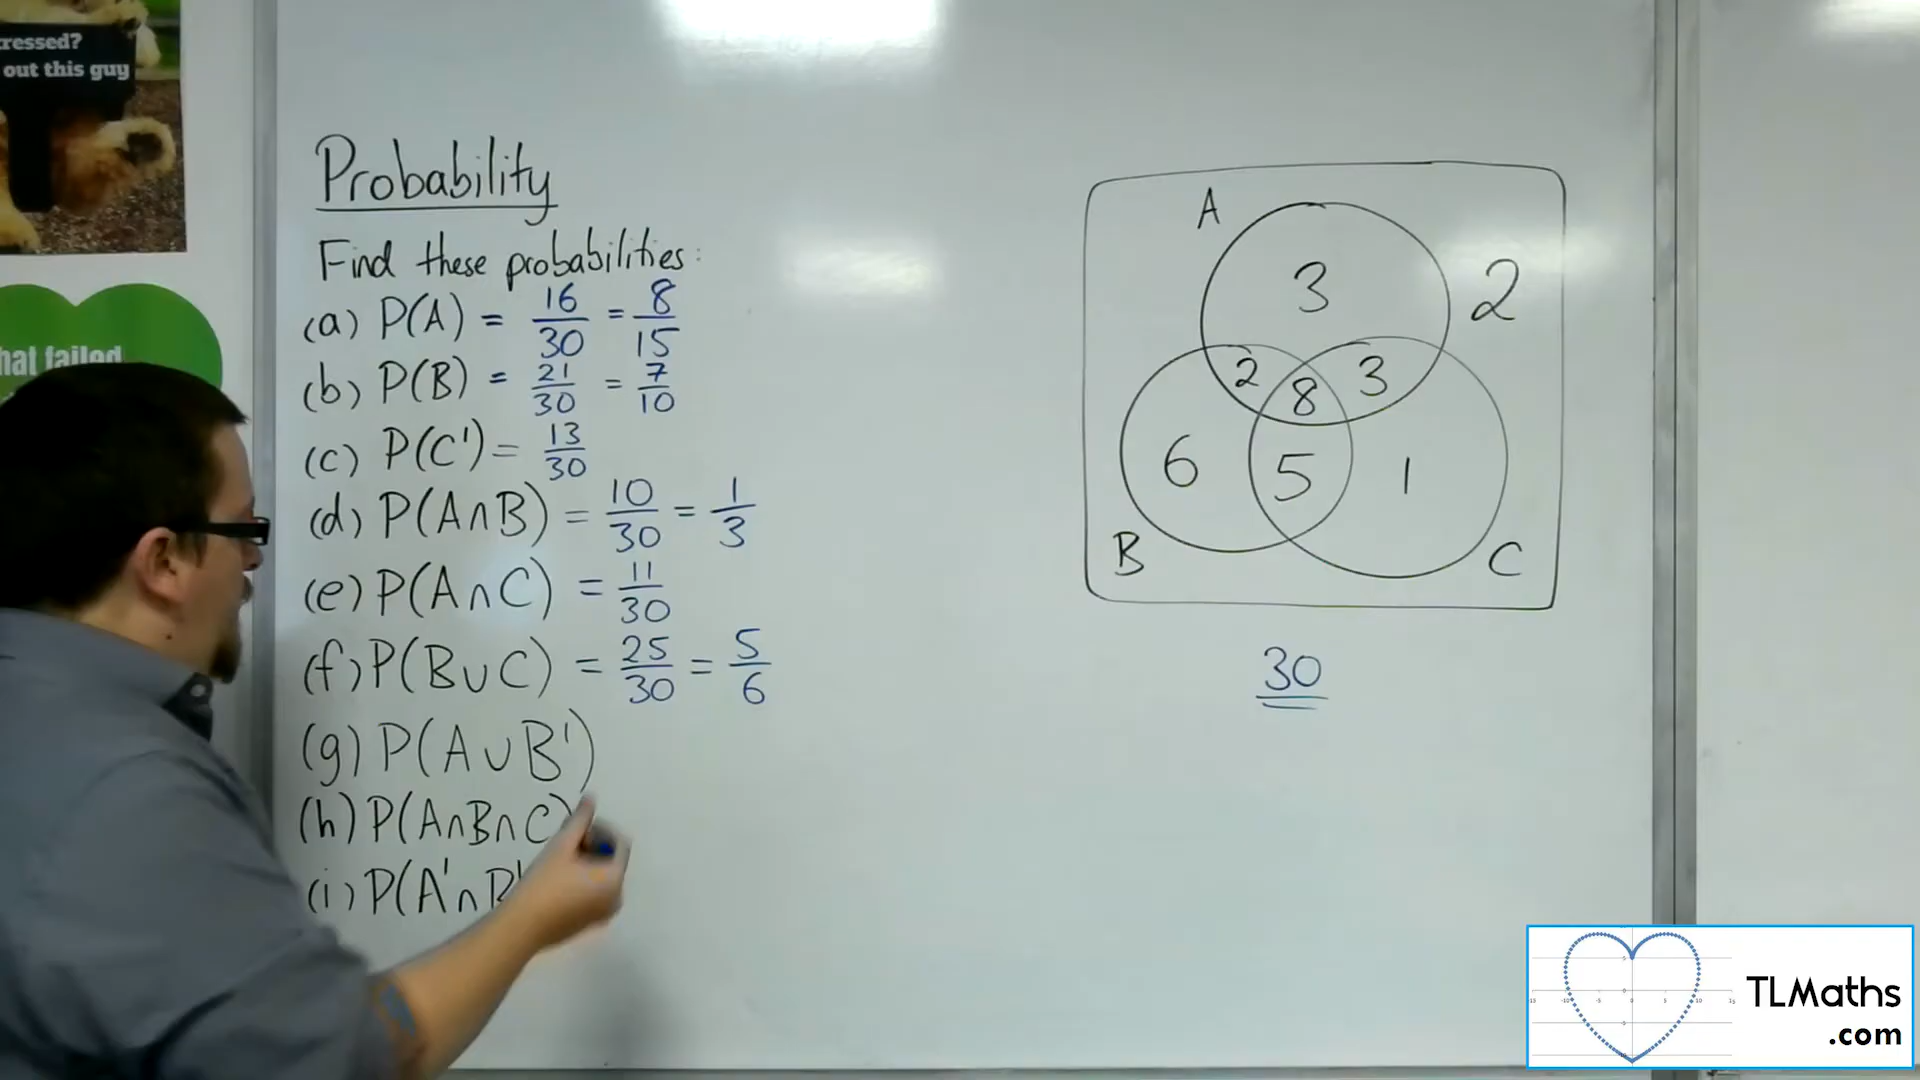 ressed?
out this guy
hat failed
Probability
Find these probabilities:
(a) P(A) = 16/30 = 8/15
(b) P(B) = 21/30 = 7/10
(c) P(C') = 13/30
(d) P(A∩B) = 10/30 = 1/3
(e) P(A∩C) = 11/30
(f) P(B∪C) = 25/30 = 5/6
(g) P(A∪B')
(h) P(A∩B∩C)
(i) P(A'∩B'
A
3
2
2
8
3
6
5
1
B
C
30
TLMaths
.com